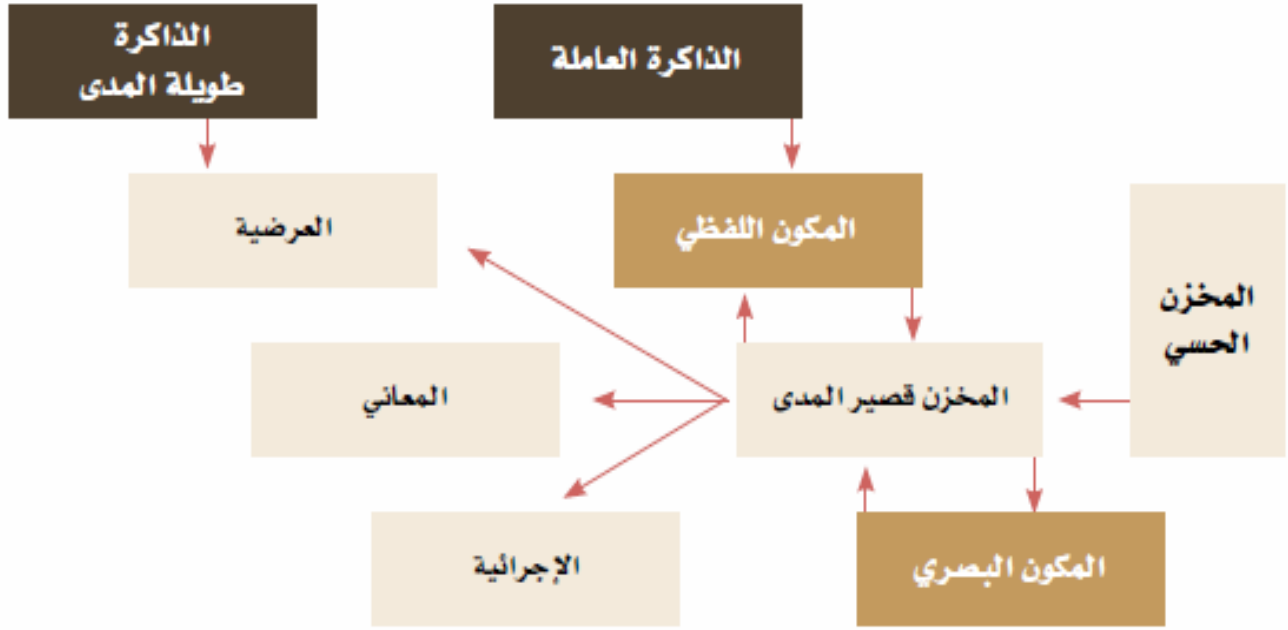 الذاكرة العاملة
الذاكرة
طويلة المدى
المكون اللفظي
العرضية
المخزن
الحسي
المخزن قصير المدى
المعاني
المكون البصري
الإجرائية